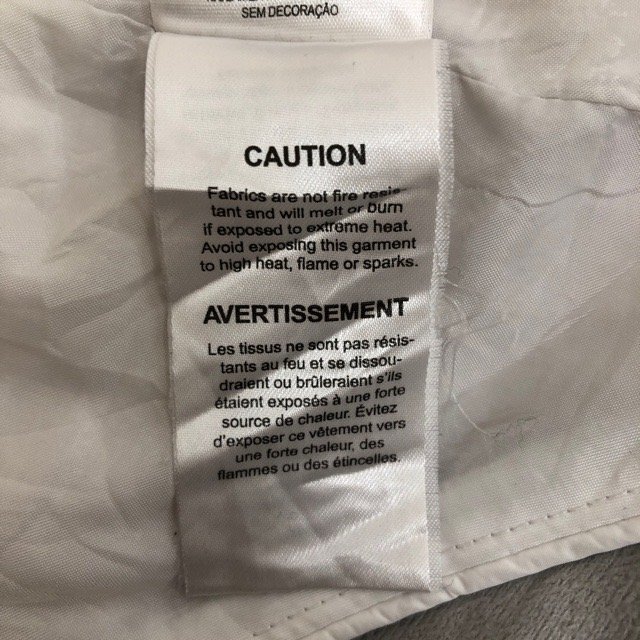 SEM DECORAÇÃO
CAUTION
Fabrics are not fire resis-
tant and will melt or burn
if exposed to extreme heat.
Avoid exposing this garment
to high heat, flame or sparks.
AVERTISSEMENT
Les tissus ne sont pas résis-
tants au feu et se dissou-
draient ou brûleraient s'ils
étaient exposés à une forte
source de chaleur. Évitez
d'exposer ce vêtement vers
une forte chaleur, des
flammes ou des étincelles.